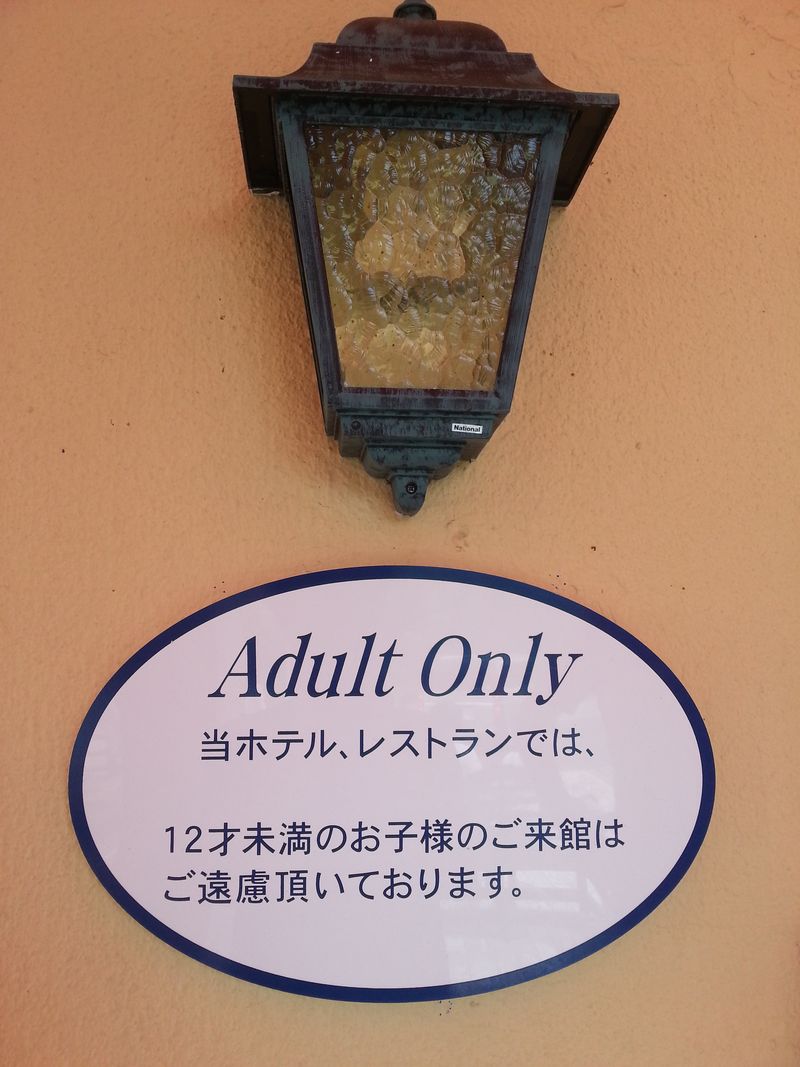 National
Adult Only
当ホテル、レストランでは、
12才未満のお子様のご来館は
ご遠慮頂いております。